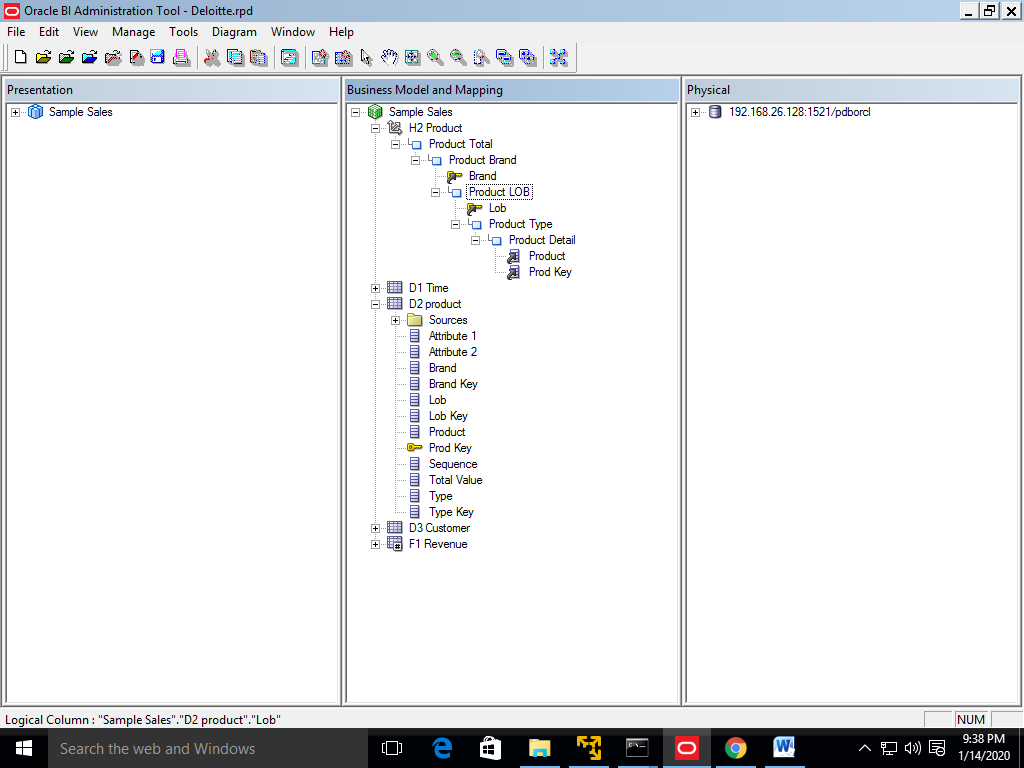 Oracle BI Administration Tool - Deloitte.rpd
File Edit View Manage Tools Diagram Window Help
Presentation
Sample Sales
Business Model and Mapping
Sample Sales
H2 Product
Product Total
Product Brand
Brand
Product LOB
Lob
Product Type
Product Detail
Product
Prod Key
D1 Time
D2 product
Sources
Attribute 1
Attribute 2
Brand
Brand Key
Lob
Lob Key
Product
Prod Key
Sequence
Total Value
Type
Type Key
D3 Customer
F1 Revenue
Physical
192.168.26.128:1521/pdborcl
Logical Column : "Sample Sales"."D2 product"."Lob"
NUM
Search the web and Windows
9:38 PM
1/14/2020